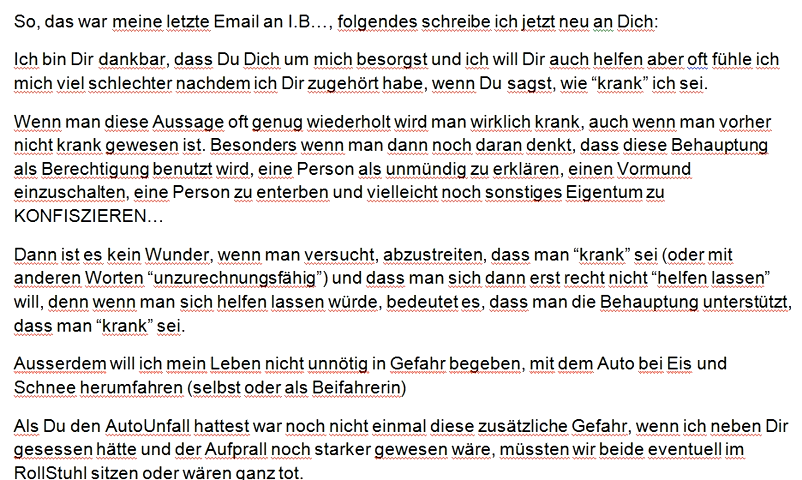 So, das war meine letzte Email an I.B…, folgendes schreibe ich jetzt neu an Dich:
Ich bin Dir dankbar, dass Du Dich um mich besorgst und ich will Dir auch helfen aber oft fühle ich
mich viel schlechter nachdem ich Dir zugehört habe, wenn Du sagst, wie “krank” ich sei.
Wenn man diese Aussage oft genug wiederholt wird man wirklich krank, auch wenn man vorher
nicht krank gewesen ist. Besonders wenn man dann noch daran denkt, dass diese Behauptung
als Berechtigung benutzt wird, eine Person als unmündig zu erklären, einen Vormund
einzuschalten, eine Person zu enterben und vielleicht noch sonstiges Eigentum zu
KONFISZIEREN…
Dann ist es kein Wunder, wenn man versucht, abzustreiten, dass man “krank” sei (oder mit
anderen Worten “unzurechnungsfähig”) und dass man sich dann erst recht nicht “helfen lassen”
will, denn wenn man sich helfen lassen würde, bedeutet es, dass man die Behauptung unterstützt,
dass man “krank” sei.
Ausserdem will ich mein Leben nicht unnötig in Gefahr begeben, mit dem Auto bei Eis und
Schnee herumfahren (selbst oder als Beifahrerin)
Als Du den AutoUnfall hattest war noch nicht einmal diese zusätzliche Gefahr, wenn ich neben Dir
gesessen hätte und der Aufprall noch starker gewesen wäre, müssten wir beide eventuell im
RollStuhl sitzen oder wären ganz tot.